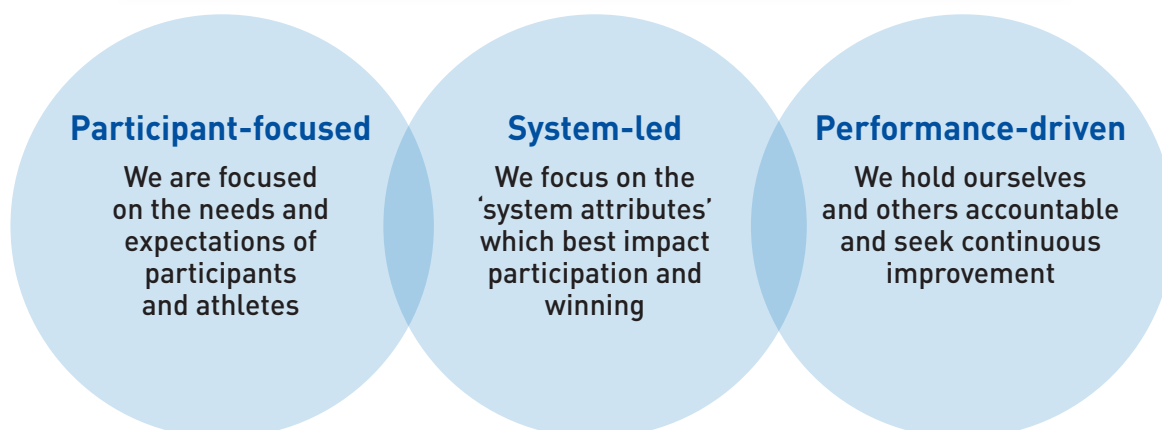 Participant-focused
We are focused
on the needs and
expectations of
participants
and athletes
System-led
We focus on the
‘system attributes’
which best impact
participation and
winning
Performance-driven
We hold ourselves
and others accountable
and seek continuous
improvement